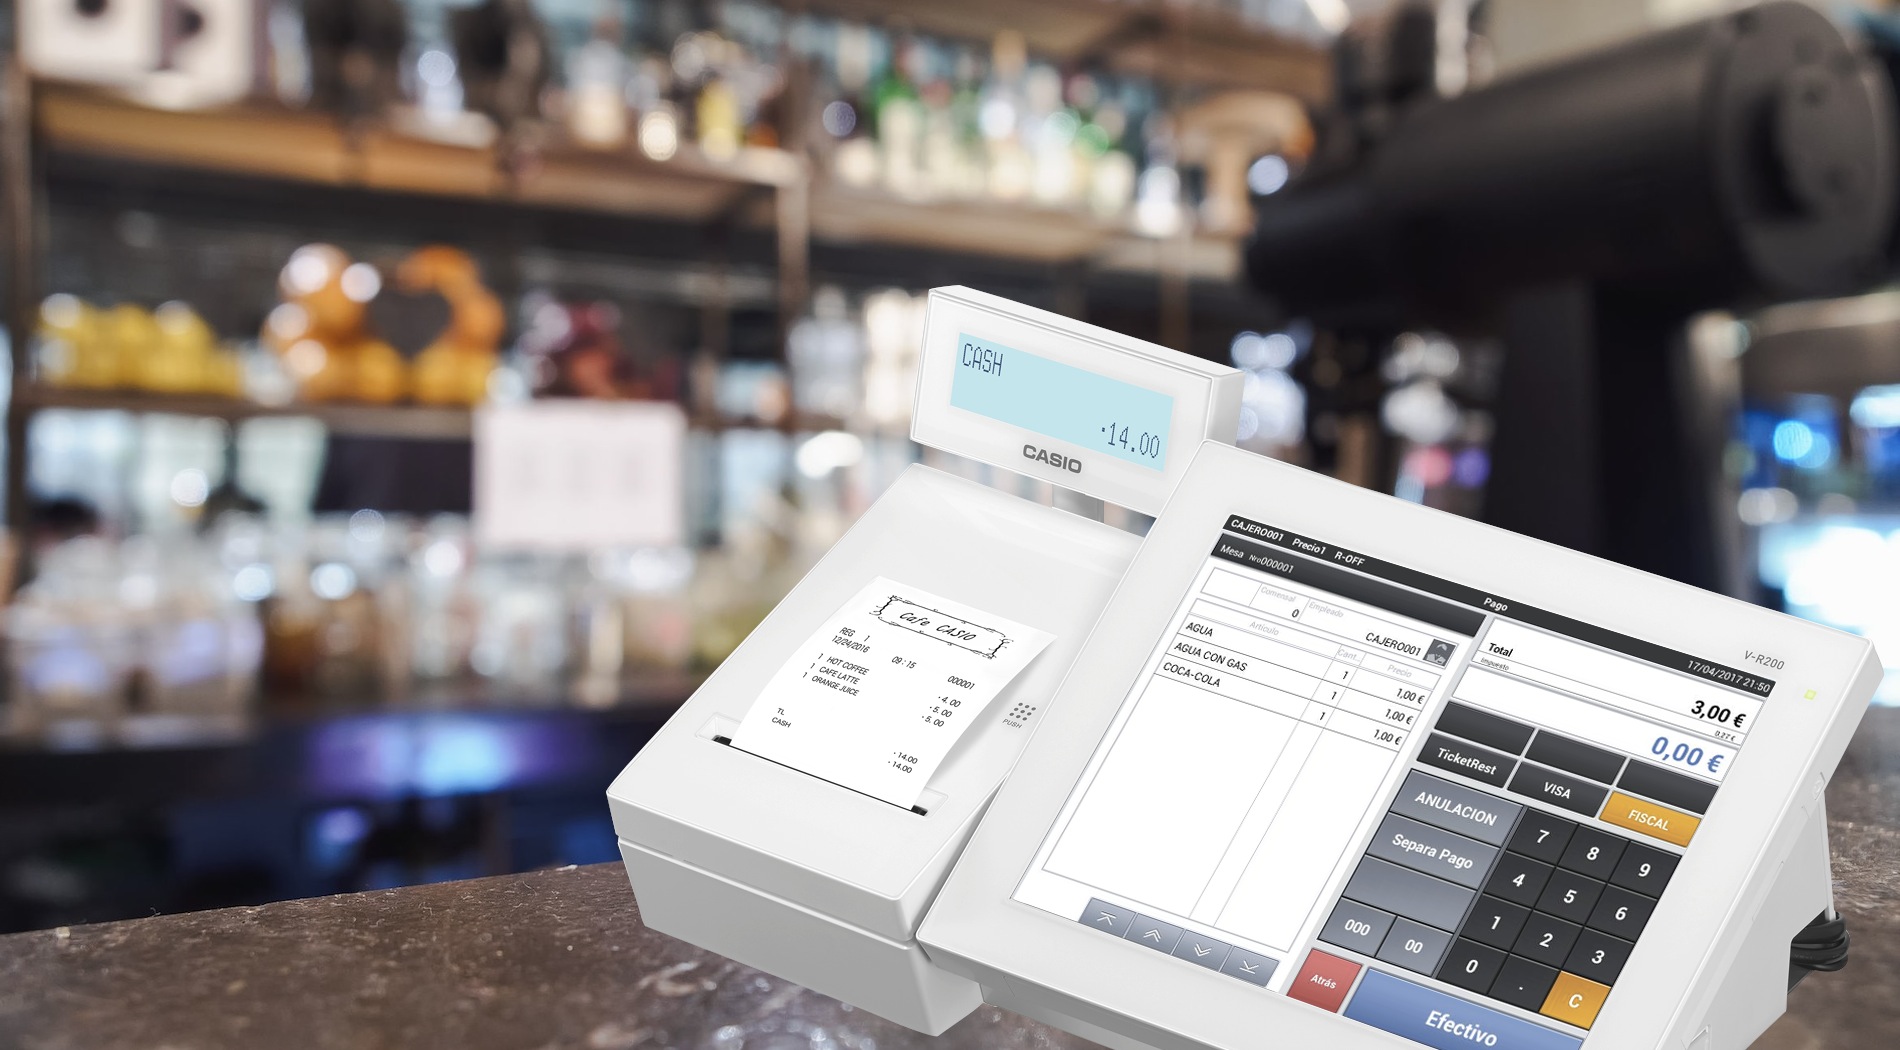 CASH
·14.00
CASIO
Cafe CASIO
REG 1
12/24/2016 09:15
000001
1 HOT COFFEE ·4.00
1 CAFE LATTE ·5.00
1 ORANGE JUICE ·5.00
TL ·14.00
CASH ·14.00
PUSH
V-R200
CAJERO001 Precio1 R-OFF
Pago
17/04/2017 21:50
Mesa Nro000001
Comensal
0
Empleado
CAJERO001
Artículo Cant. Precio
AGUA 1 1,00 €
AGUA CON GAS 1 1,00 €
COCA-COLA 1 1,00 €
Total
3,00 €
Impuesto
0.27 €
0,00 €
TicketRest
VISA
FISCAL
ANULACION
7 8 9
Separa Pago
4 5 6
1 2 3
000 00
0 . C
Atrás
Efectivo